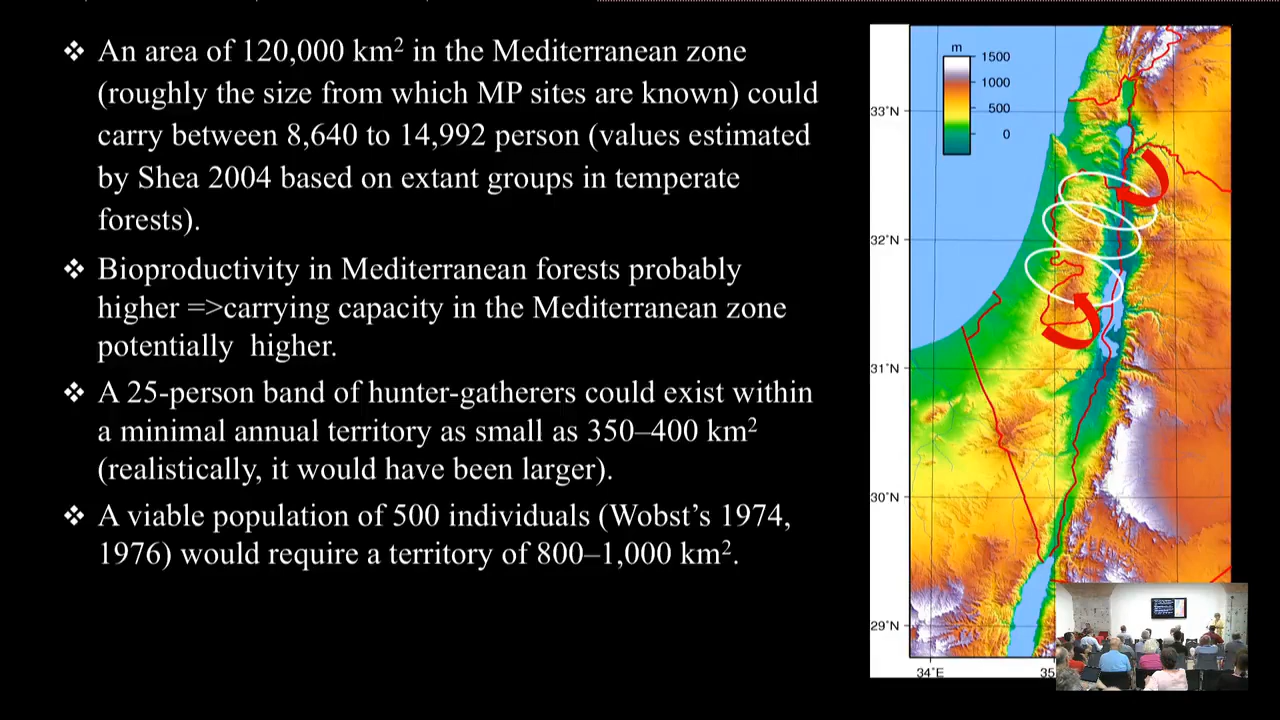 ❖ An area of 120,000 km² in the Mediterranean zone
(roughly the size from which MP sites are known) could
carry between 8,640 to 14,992 person (values estimated
by Shea 2004 based on extant groups in temperate
forests).
❖ Bioproductivity in Mediterranean forests probably
higher =>carrying capacity in the Mediterranean zone
potentially higher.
❖ A 25-person band of hunter-gatherers could exist within
a minimal annual territory as small as 350–400 km²
(realistically, it would have been larger).
❖ A viable population of 500 individuals (Wobst’s 1974,
1976) would require a territory of 800–1,000 km².
m
1500
1000
500
0
33˚N
32˚N
31˚N
30˚N
29˚N
34˚E
35